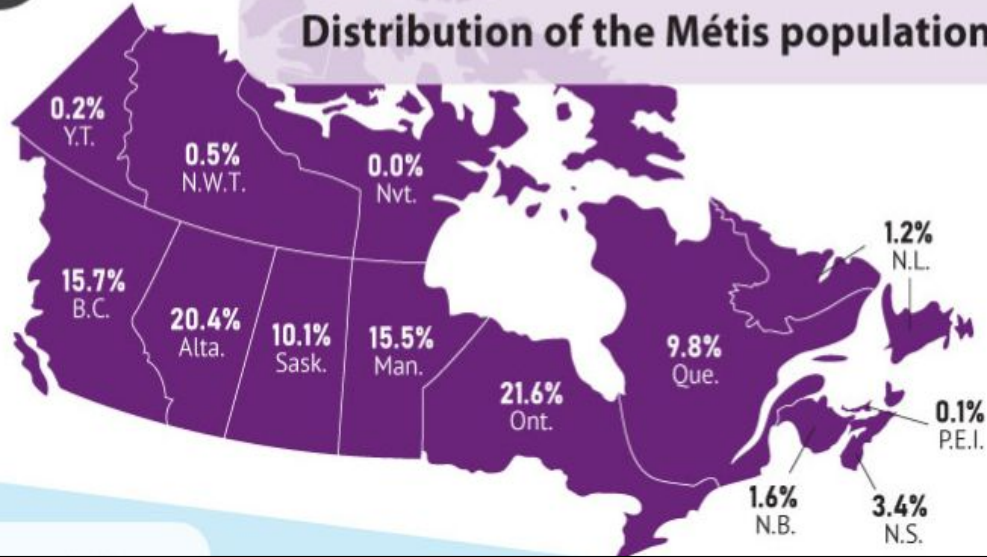 Distribution of the Métis population
0.2%
Y.T.
0.5%
N.W.T.
0.0%
Nvt.
1.2%
N.L.
15.7%
B.C.
20.4%
Alta.
10.1%
Sask.
15.5%
Man.
21.6%
Ont.
9.8%
Que.
0.1%
P.E.I.
1.6%
N.B.
3.4%
N.S.